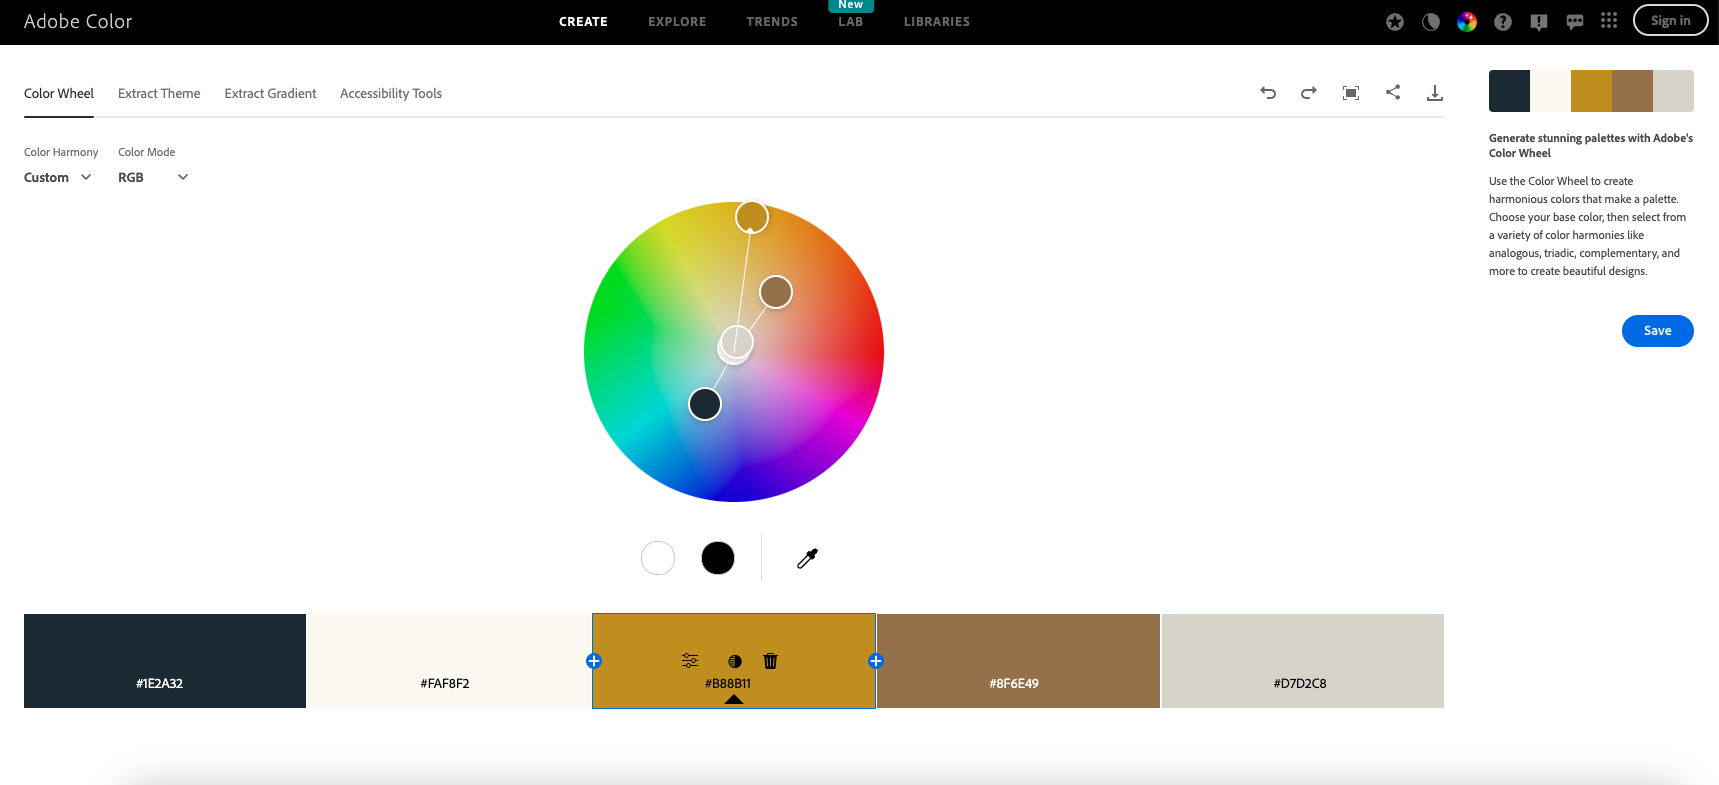 Adobe Color
CREATE
EXPLORE
TRENDS
New
LAB
LIBRARIES
Sign in
Color Wheel
Extract Theme
Extract Gradient
Accessibility Tools
Color Harmony
Color Mode
Custom
RGB
Generate stunning palettes with Adobe's
Color Wheel
Use the Color Wheel to create
harmonious colors that make a palette.
Choose your base color, then select from
a variety of color harmonies like
analogous, triadic, complementary, and
more to create beautiful designs.
Save
#1E2A32
#FAF8F2
#B88B11
#8F6E49
#D7D2C8